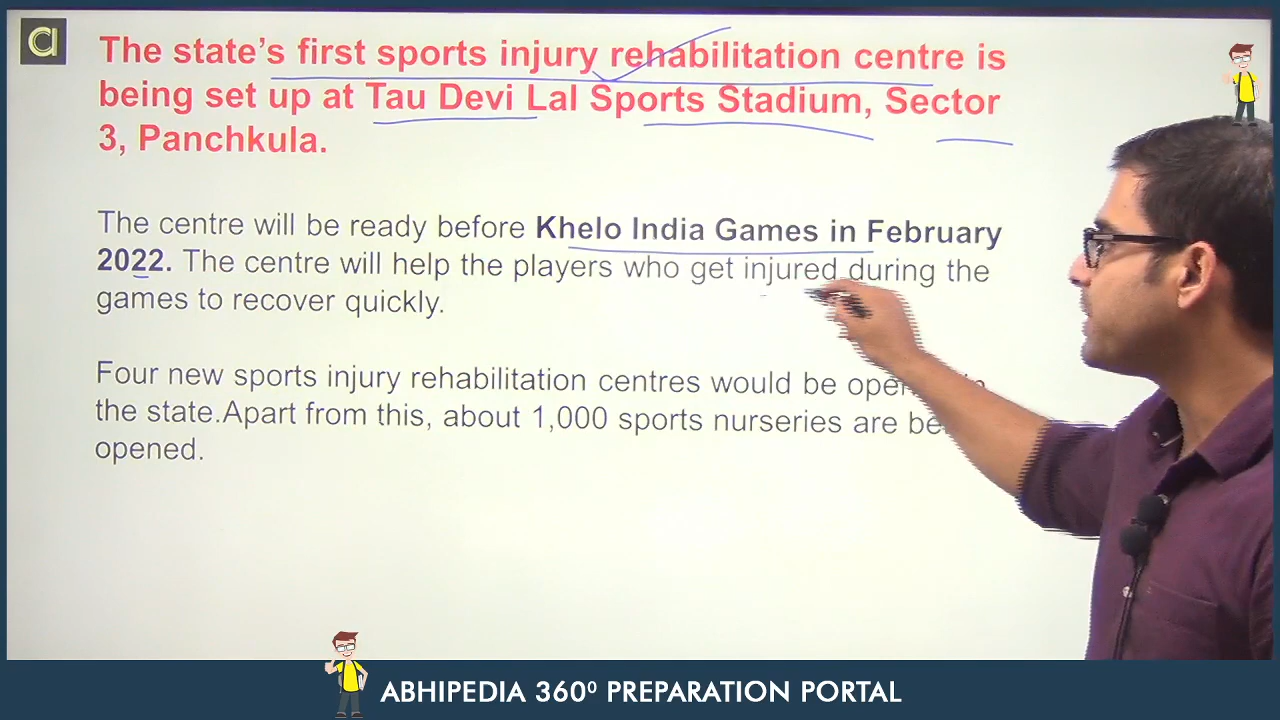 The state's first sports injury rehabilitation centre is
being set up at Tau Devi Lal Sports Stadium, Sector
3, Panchkula.
The centre will be ready before Khelo India Games in February
2022. The centre will help the players who get injured during the
games to recover quickly.
Four new sports injury rehabilitation centres would be
the state.Apart from this, about 1,000 sports nurseries are
opened.
ABHIPEDIA 360⁰ PREPARATION PORTAL